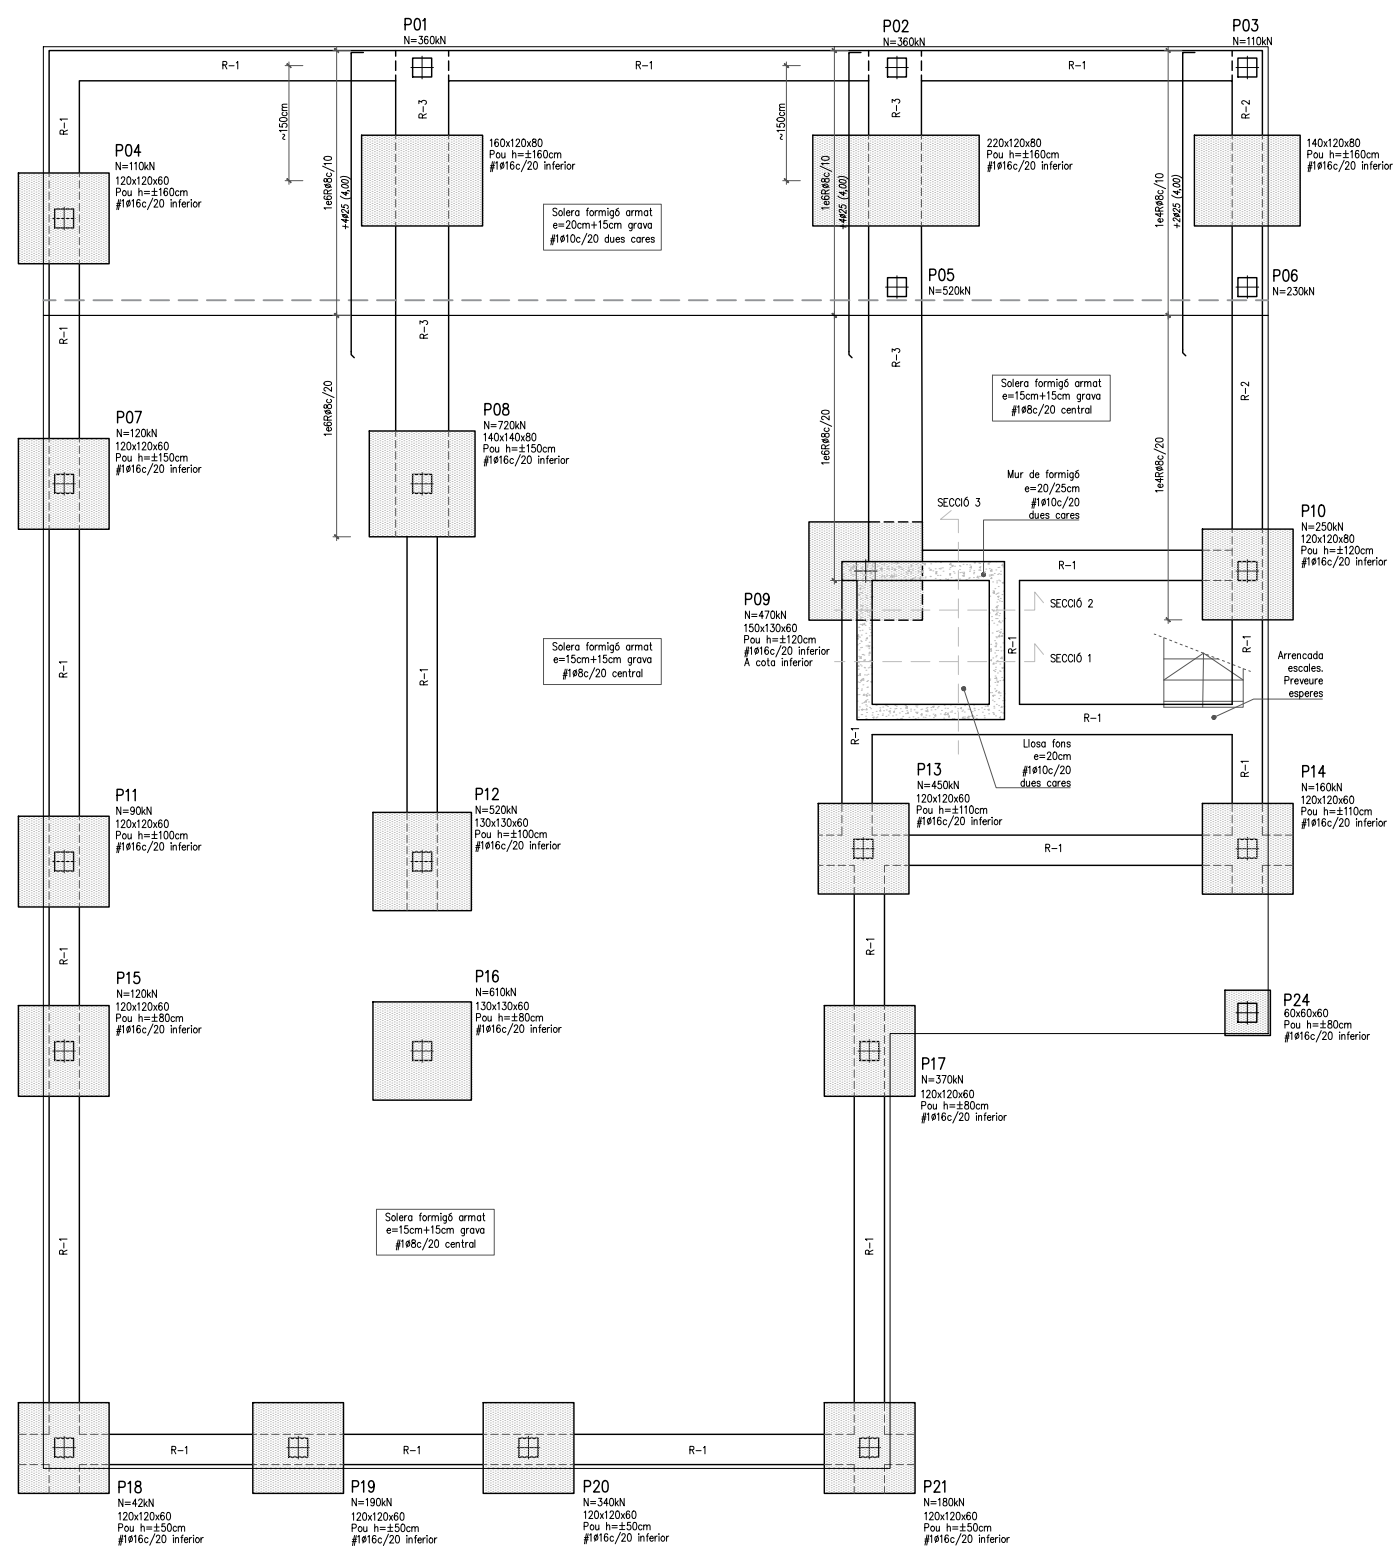 P01
N=360kN
P02
N=360kN
P03
N=110kN
R-1
R-1
R-1
R-1
R-3
R-3
R-2
~150cm
~150cm
P04
N=110kN
120x120x60
Pou h=±160cm
#1ø16c/20 inferior
160x120x80
Pou h=±160cm
#1ø16c/20 inferior
220x120x80
Pou h=±160cm
#1ø16c/20 inferior
140x120x80
Pou h=±160cm
#1ø16c/20 inferior
1e6Rø8c/10
+4ø25 (4,00)
1e6Rø8c/10
+4ø25 (4,00)
1e4Rø8c/10
+2ø25 (4,00)
Solera formigó armat
e=20cm+15cm grava
#1ø10c/20 dues cares
P05
N=520kN
P06
N=230kN
R-1
R-3
R-3
R-2
Solera formigó armat
e=15cm+15cm grava
#1ø8c/20 central
1e6Rø8c/20
1e6Rø8c/20
1e4Rø8c/20
P07
N=120kN
120x120x60
Pou h=±150cm
#1ø16c/20 inferior
P08
N=720kN
140x140x80
Pou h=±150cm
#1ø16c/20 inferior
Mur de formigó
e=20/25cm
#1ø10c/20
dues cares
SECCIÓ 3
P10
N=250kN
120x120x80
Pou h=±120cm
#1ø16c/20 inferior
R-1
P09
N=470kN
150x130x60
Pou h=±120cm
#1ø16c/20 inferior
A cota inferior
SECCIÓ 2
SECCIÓ 1
R-1
R-1
Arrencada
escales.
Preveure
esperes
Solera formigó armat
e=15cm+15cm grava
#1ø8c/20 central
R-1
R-1
R-1
R-1
Llosa fons
e=20cm
#1ø10c/20
dues cares
R-1
P11
N=90kN
120x120x60
Pou h=±100cm
#1ø16c/20 inferior
P12
N=520kN
130x130x60
Pou h=±100cm
#1ø16c/20 inferior
P13
N=450kN
120x120x60
Pou h=±110cm
#1ø16c/20 inferior
P14
N=160kN
120x120x60
Pou h=±110cm
#1ø16c/20 inferior
R-1
R-1
R-1
P15
N=120kN
120x120x60
Pou h=±80cm
#1ø16c/20 inferior
P16
N=610kN
130x130x60
Pou h=±80cm
#1ø16c/20 inferior
P24
60x60x60
Pou h=±80cm
#1ø16c/20 inferior
P17
N=370kN
120x120x60
Pou h=±80cm
#1ø16c/20 inferior
Solera formigó armat
e=15cm+15cm grava
#1ø8c/20 central
R-1
R-1
R-1
R-1
R-1
P18
N=42kN
120x120x60
Pou h=±50cm
#1ø16c/20 inferior
P19
N=190kN
120x120x60
Pou h=±50cm
#1ø16c/20 inferior
P20
N=340kN
120x120x60
Pou h=±50cm
#1ø16c/20 inferior
P21
N=180kN
120x120x60
Pou h=±50cm
#1ø16c/20 inferior